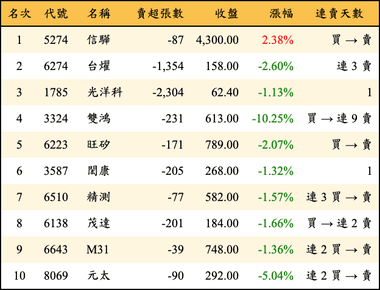 名次 代號 名稱 賣超張數 收盤 漲幅 連賣天數
1 5274 信驊 -87 4,300.00 2.38% 買→賣
2 6274 台燿 -1,354 158.00 -2.60% 連3賣
3 1785 光洋科 -2,304 62.40 -1.13% 1
4 3324 雙鴻 -231 613.00 -10.25% 買→連9賣
5 6223 旺矽 -171 789.00 -2.07% 買→賣
6 3587 閎康 -205 268.00 -1.32% 1
7 6510 精測 -77 582.00 -1.57% 連3買→賣
8 6138 茂達 -201 184.00 -1.66% 買→連2賣
9 6643 M31 -39 748.00 -1.36% 連2買→賣
10 8069 元太 -90 292.00 -5.04% 連2買→賣